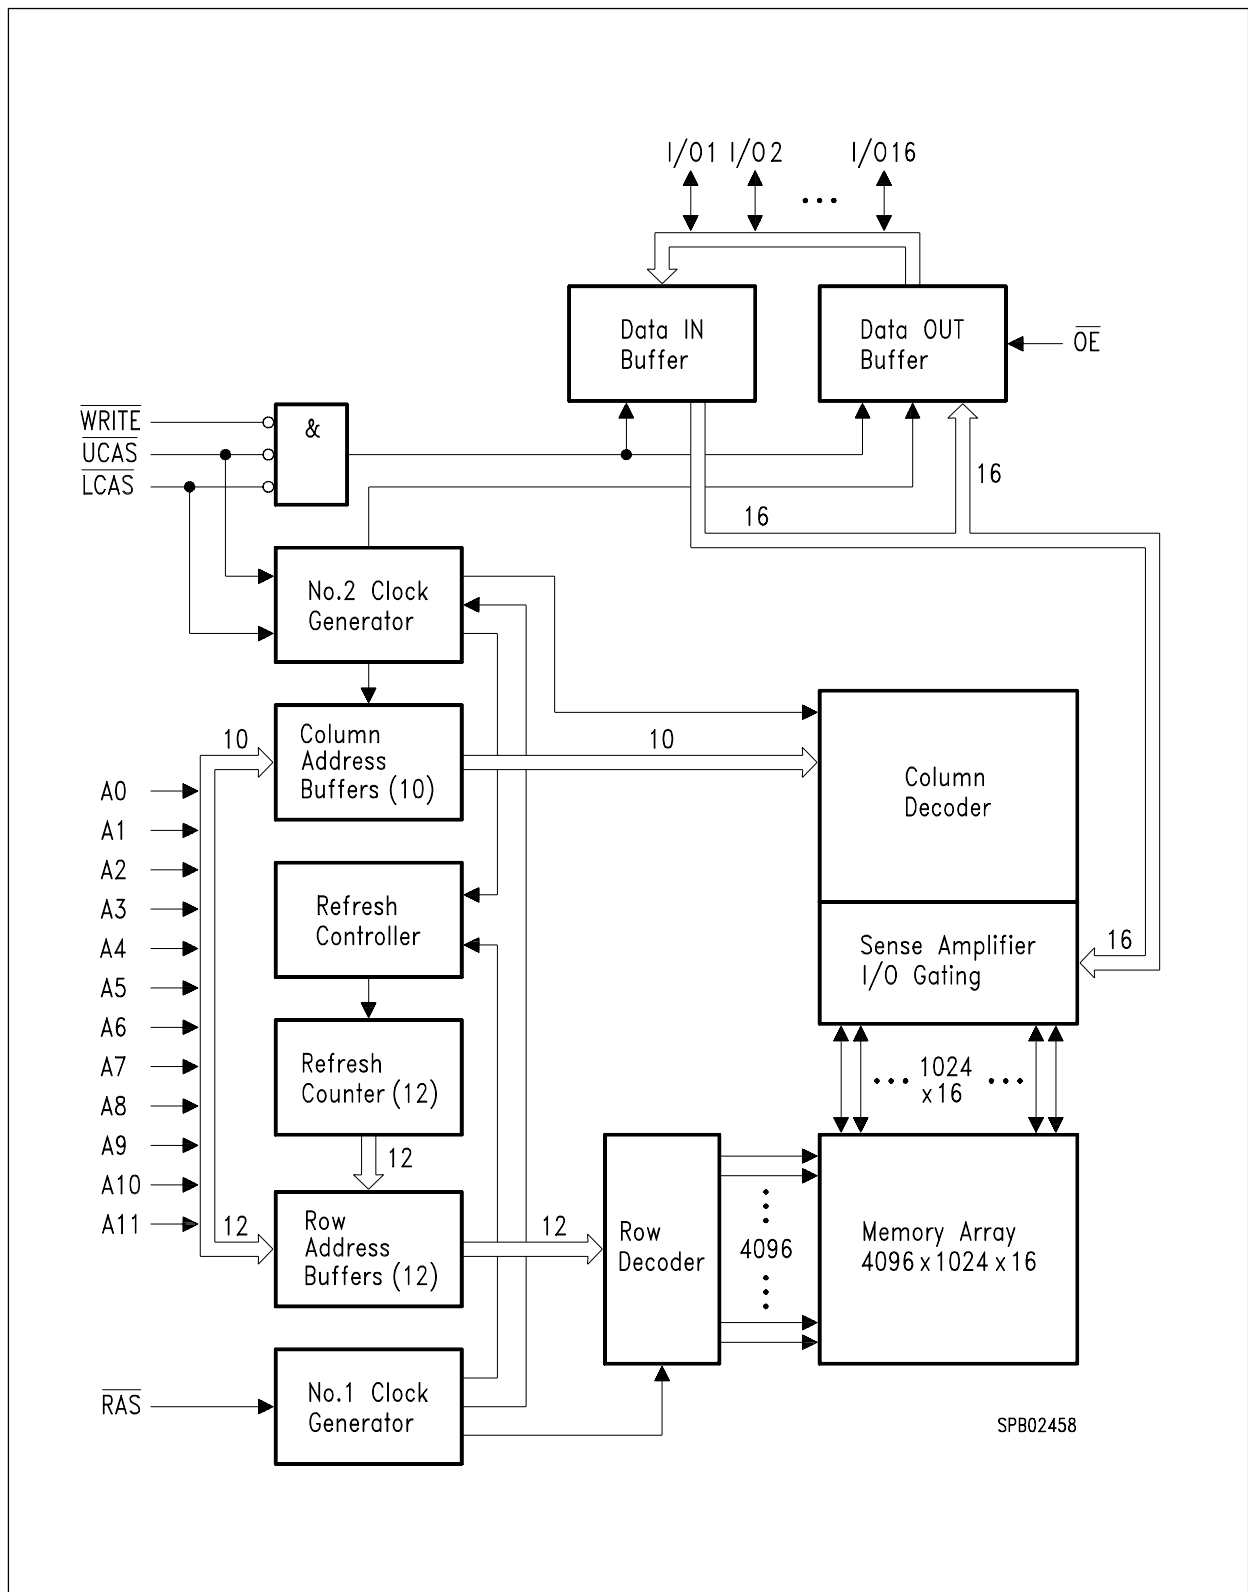 I/O1 I/O2 ... I/O16
Data IN
Buffer
Data OUT
Buffer
OE
WRITE
UCAS
LCAS
&
16
16
No.2 Clock
Generator
10
Column
Address
Buffers (10)
10
Column
Decoder
A0
A1
A2
A3
A4
A5
A6
A7
A8
A9
A10
A11
Refresh
Controller
Sense Amplifier
I/O Gating
16
Refresh
Counter (12)
... 1024 ...
x16
12
12
Row
Address
Buffers (12)
12
Row
Decoder
4096
Memory Array
4096x1024x16
RAS
No.1 Clock
Generator
SPB02458